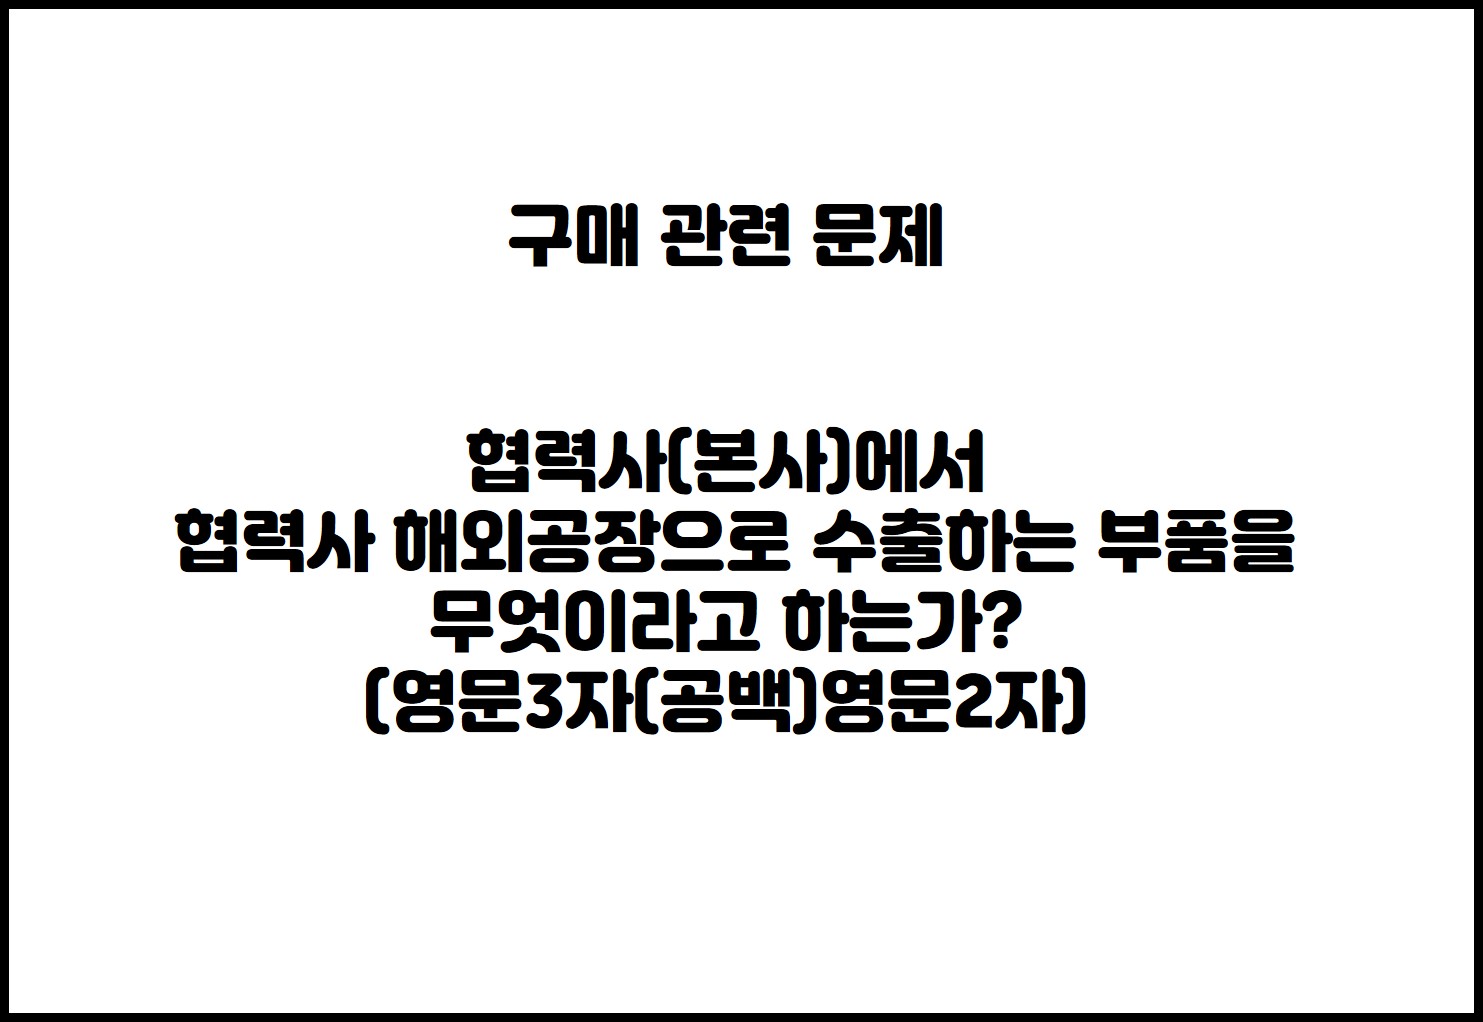 구매 관련 문제
협력사(본사)에서
협력사 해외공장으로 수출하는 부품을
무엇이라고 하는가?
(영문3자(공백)영문2자)